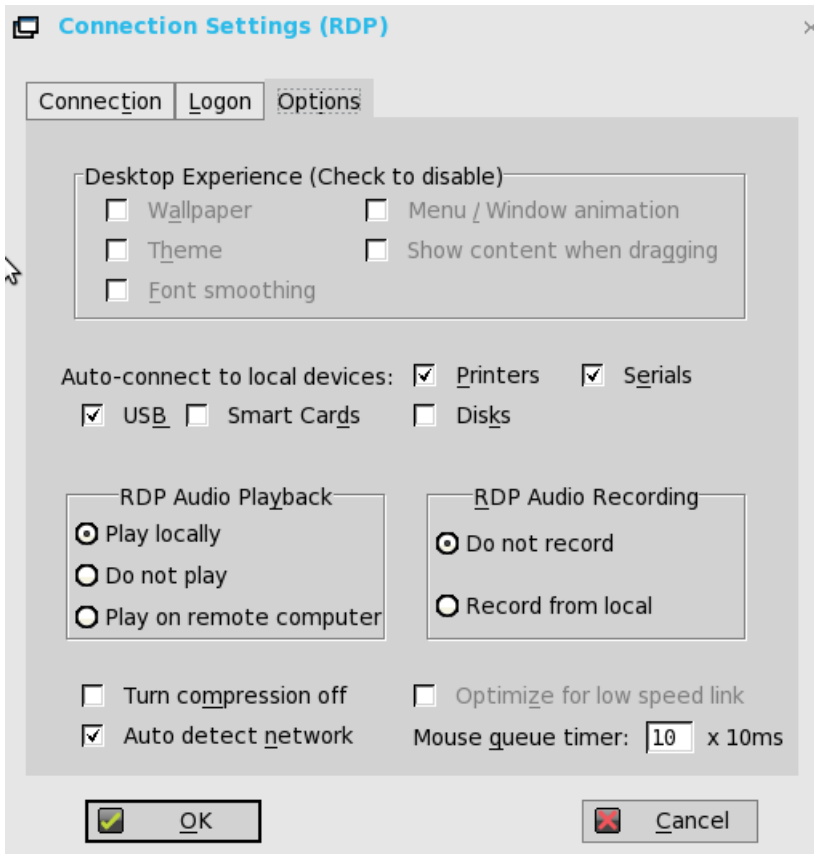 Connection Settings (RDP)
Connection Logon Options
Desktop Experience (Check to disable)
Wallpaper Menu / Window animation
Theme Show content when dragging
Font smoothing
Auto-connect to local devices: Printers Serials
USB Smart Cards Disks
RDP Audio Playback RDP Audio Recording
Play locally
Do not record
Do not play
Record from local
Play on remote computer
Turn compression off Optimize for low speed link
Auto detect network Mouse queue timer: 10 x 10ms
OK Cancel